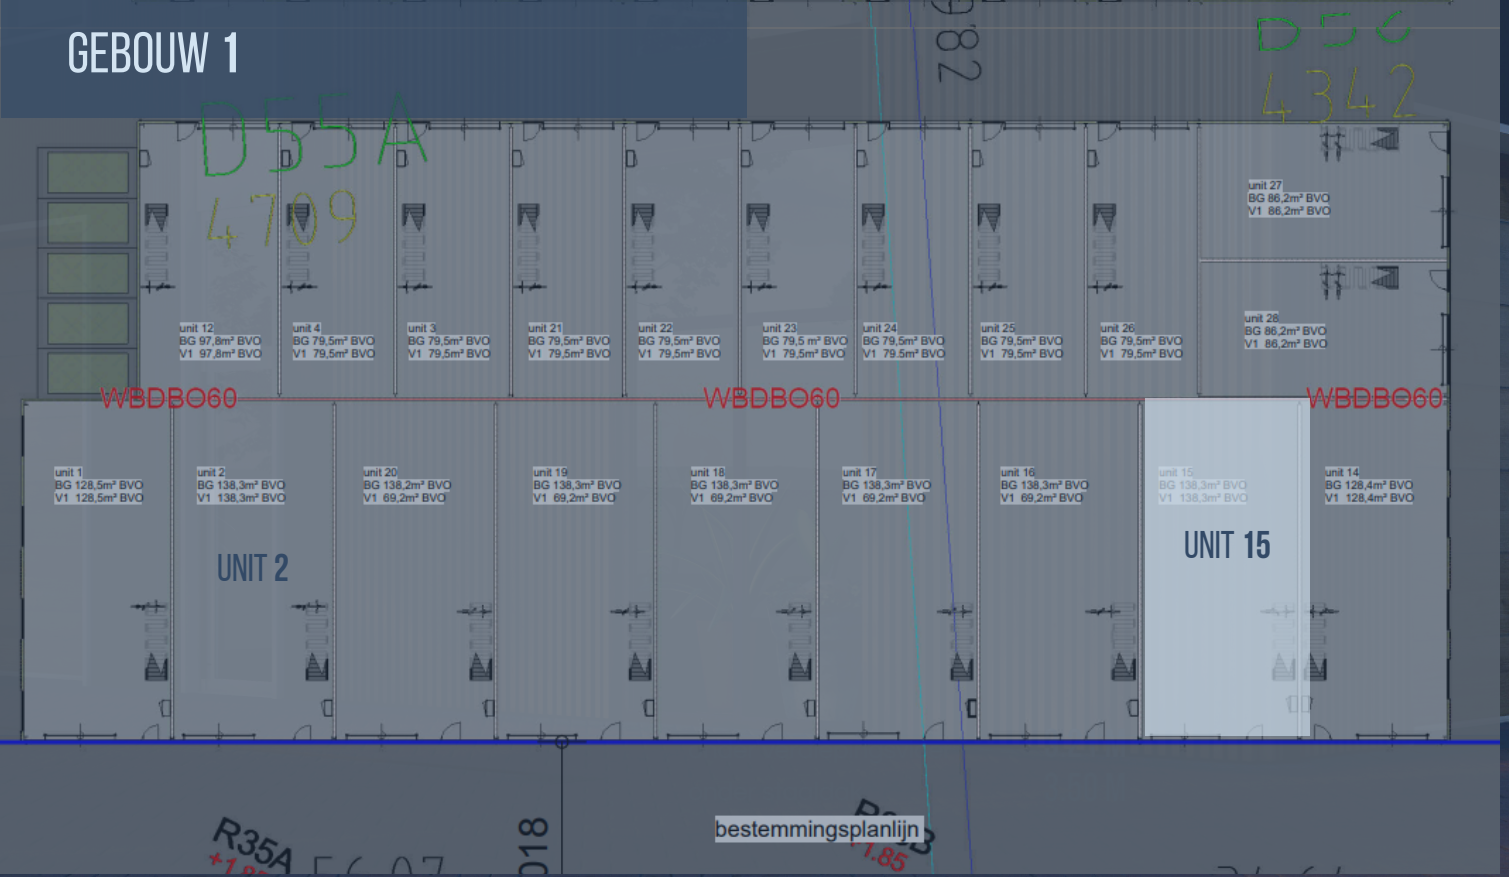 GEBOUW 1
982
D56
4342
D55A
4709
unit 27
BG 86,2m² BVO
V1 86,2m² BVO
unit 28
BG 86,2m² BVO
V1 86,2m² BVO
unit 12
BG 97,8m² BVO
V1 97,8m² BVO
unit 4
BG 79,5m² BVO
V1 79,5m² BVO
unit 3
BG 79,5m² BVO
V1 79,5m² BVO
unit 21
BG 79,5m² BVO
V1 79,5m² BVO
unit 22
BG 79,5m² BVO
V1 79,5m² BVO
unit 23
BG 79,5 m² BVO
V1 79,5 m² BVO
unit 24
BG 79,5m² BVO
V1 79.5m² BVO
unit 25
BG 79,5m² BVO
V1 79,5m² BVO
unit 26
BG 79,5m² BVO
V1 79,5m² BVO
WBDBO60
WBDBO60
WBDBO60
unit 1
BG 128,5m² BVO
V1 128,5m² BVO
unit 2
BG 138,3m² BVO
V1 138,3m² BVO
unit 20
BG 138,2m² BVO
V1 69,2m² BVO
unit 19
BG 138,3m² BVO
V1 69,2m² BVO
unit 18
BG 138,3m² BVO
V1 69,2m² BVO
unit 17
BG 138,3m² BVO
V1 69,2m² BVO
unit 16
BG 138,3m² BVO
V1 69,2m² BVO
unit 15
BG 138,3m² BVO
V1 138,3m² BVO
unit 14
BG 128,4m² BVO
V1 128,4m² BVO
UNIT 2
UNIT 15
bestemmingsplanlijn
R35A
018